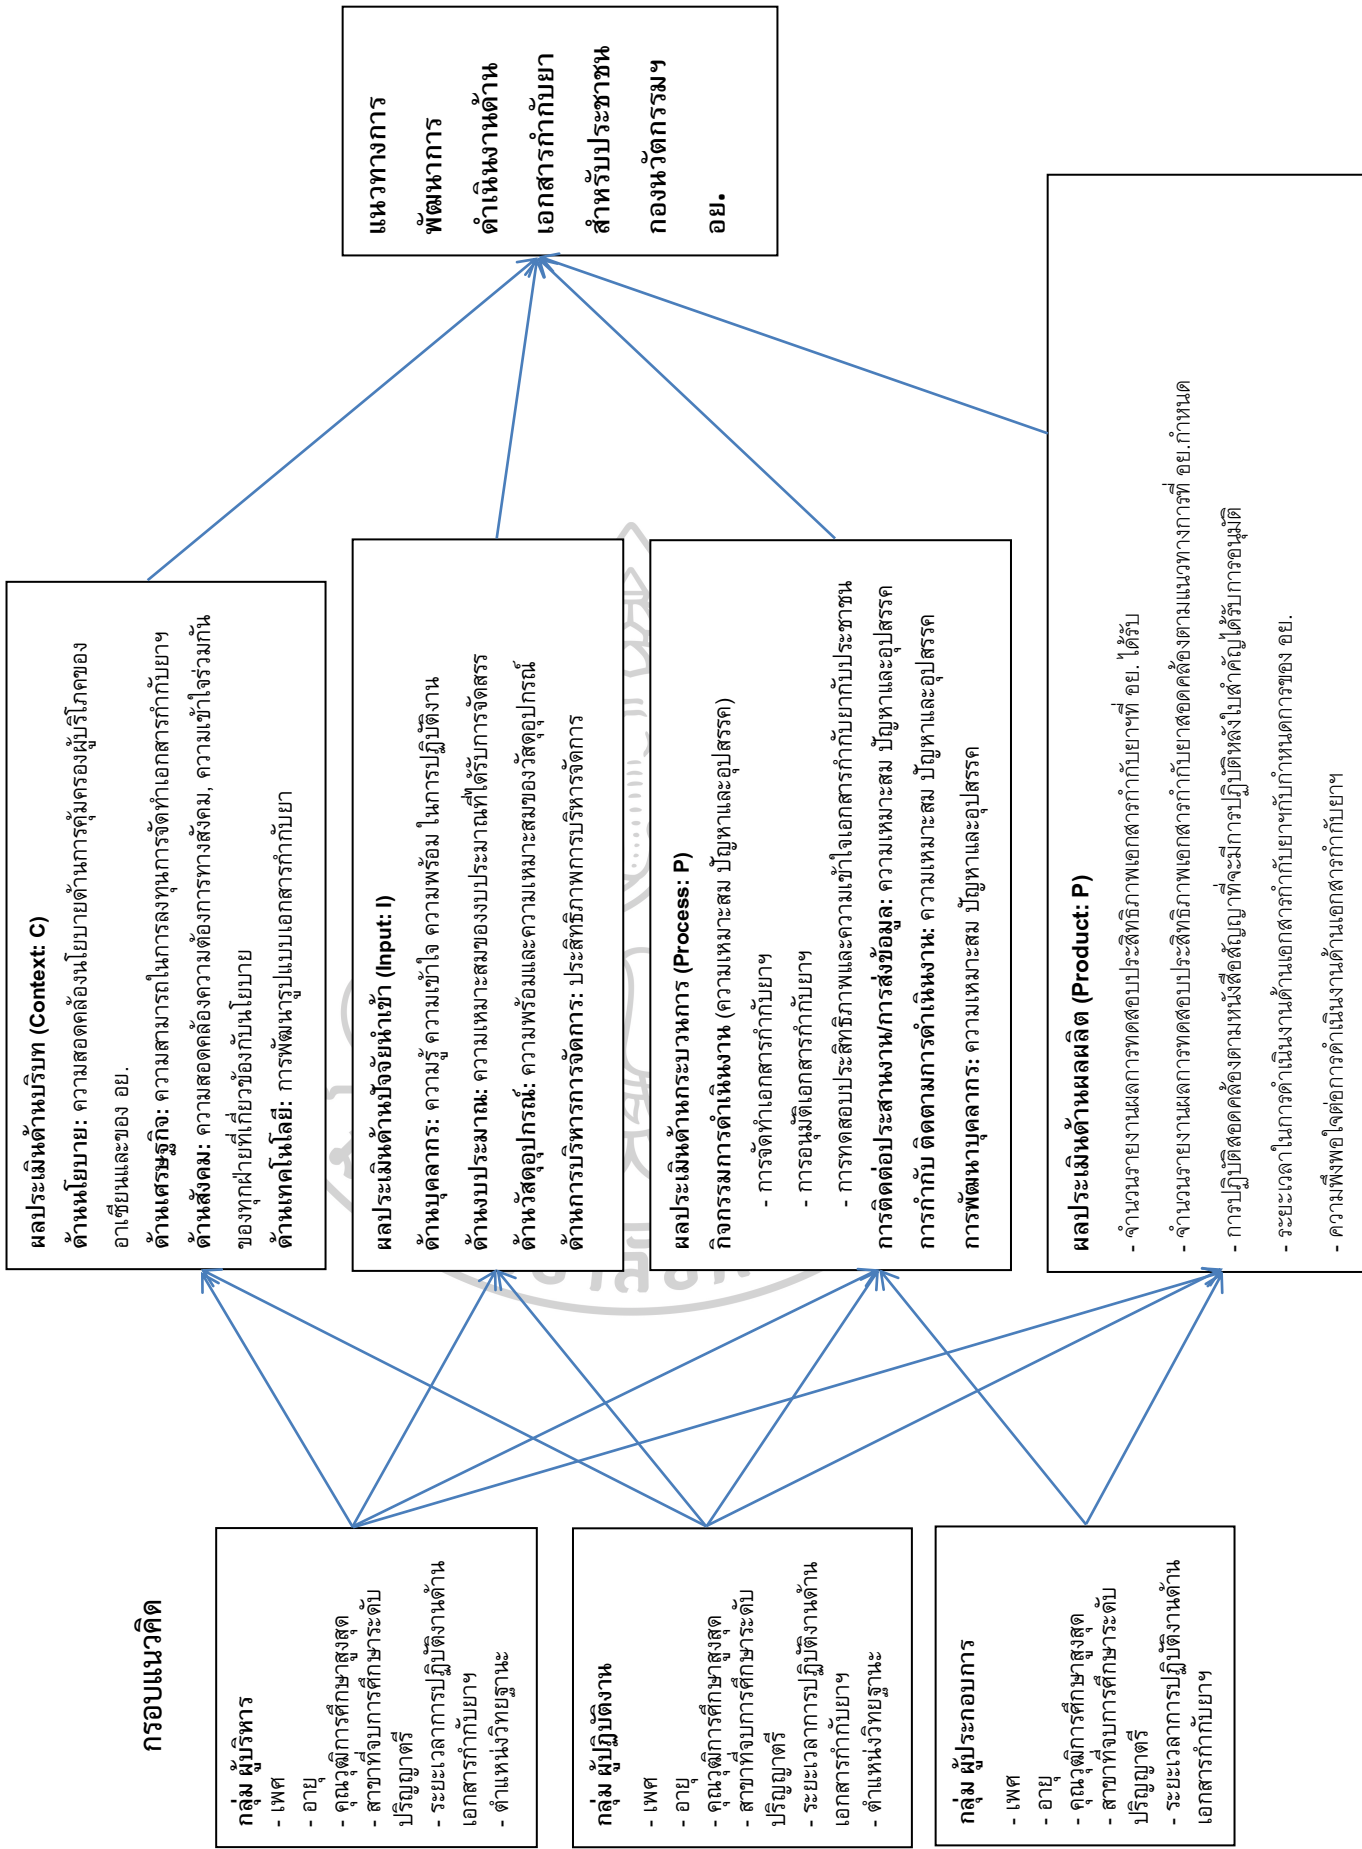 กรอบแนวคิด
กลุ่ม ผู้บริหาร
- เพศ
- อายุ
- คุณวุฒิการศึกษาสูงสุด
- สาขาที่จบการศึกษาระดับ
ปริญญาตรี
- ระยะเวลาการปฏิบัติงานด้าน
เอกสารกำกับยาฯ
- ตำแหน่งวิทยฐานะ
กลุ่ม ผู้ปฏิบัติงาน
- เพศ
- อายุ
- คุณวุฒิการศึกษาสูงสุด
- สาขาที่จบการศึกษาระดับ
ปริญญาตรี
- ระยะเวลาการปฏิบัติงานด้าน
เอกสารกำกับยาฯ
- ตำแหน่งวิทยฐานะ
กลุ่ม ผู้ประกอบการ
- เพศ
- อายุ
- คุณวุฒิการศึกษาสูงสุด
- สาขาที่จบการศึกษาระดับ
ปริญญาตรี
- ระยะเวลาการปฏิบัติงานด้าน
เอกสารกำกับยาฯ
ผลประเมินด้านบริบท (Context: C)
ด้านนโยบาย: ความสอดคล้องนโยบายด้านการคุ้มครองผู้บริโภคของ
อาเซียนและของ อย.
ด้านเศรษฐกิจ: ความสามารถในการลงทุนการจัดทำเอกสารกำกับยาฯ
ด้านสังคม: ความสอดคล้องความต้องการทางสังคม, ความเข้าใจร่วมกัน
ของทุกฝ่ายที่เกี่ยวข้องกับนโยบาย
ด้านเทคโนโลยี: การพัฒนารูปแบบเอกสารกำกับยา
ผลประเมินด้านปัจจัยนำเข้า (Input: I)
ด้านบุคลากร: ความรู้ ความเข้าใจ ความพร้อม ในการปฏิบัติงาน
ด้านงบประมาณ: ความเหมาะสมของงบประมาณที่ได้รับการจัดสรร
ด้านวัสดุอุปกรณ์: ความพร้อมและความเหมาะสมของวัสดุอุปกรณ์
ด้านการบริหารการจัดการ: ประสิทธิภาพการบริหารจัดการ
ผลประเมินด้านกระบวนการ (Process: P)
กิจกรรมการดำเนินงาน (ความเหมาะสม ปัญหาและอุปสรรค)
- การจัดทำเอกสารกำกับยาฯ
- การอนุมัติเอกสารกำกับยาฯ
- การทดสอบประสิทธิภาพและความเข้าใจเอกสารกำกับยากับประชาชน
การติดต่อประสานงาน/การส่งข้อมูล: ความเหมาะสม ปัญหาและอุปสรรค
การกำกับ ติดตามการดำเนินงาน: ความเหมาะสม ปัญหาและอุปสรรค
การพัฒนาบุคลากร: ความเหมาะสม ปัญหาและอุปสรรค
ผลประเมินด้านผลผลิต (Product: P)
- จำนวนรายงานผลการทดสอบประสิทธิภาพเอกสารกำกับยาฯที่ อย. ได้รับ
- จำนวนรายงานผลการทดสอบประสิทธิภาพเอกสารกำกับยาสอดคล้องตามแนวทางการที่ อย.กำหนด
- การปฏิบัติสอดคล้องตามหนังสือสัญญาที่จะมีการปฏิบัติหลังใบสำคัญได้รับการอนุมัติ
- ระยะเวลาในการดำเนินงานด้านเอกสารกำกับยาฯกับกำหนดการของ อย.
- ความพึงพอใจต่อการดำเนินงานด้านเอกสารกำกับยาฯ
แนวทางการ
พัฒนาการ
ดำเนินงานด้าน
เอกสารกำกับยา
สำหรับประชาชน
กองนวัตกรรมฯ
อย.